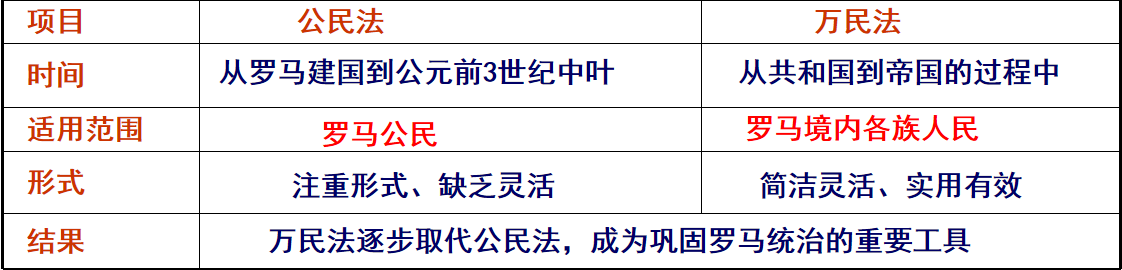 项目 公民法 万民法
时间 从罗马建国到公元前3世纪中叶 从共和国到帝国的过程中
适用范围 罗马公民 罗马境内各族人民
形式 注重形式、缺乏灵活 简洁灵活、实用有效
结果 万民法逐步取代公民法，成为巩固罗马统治的重要工具